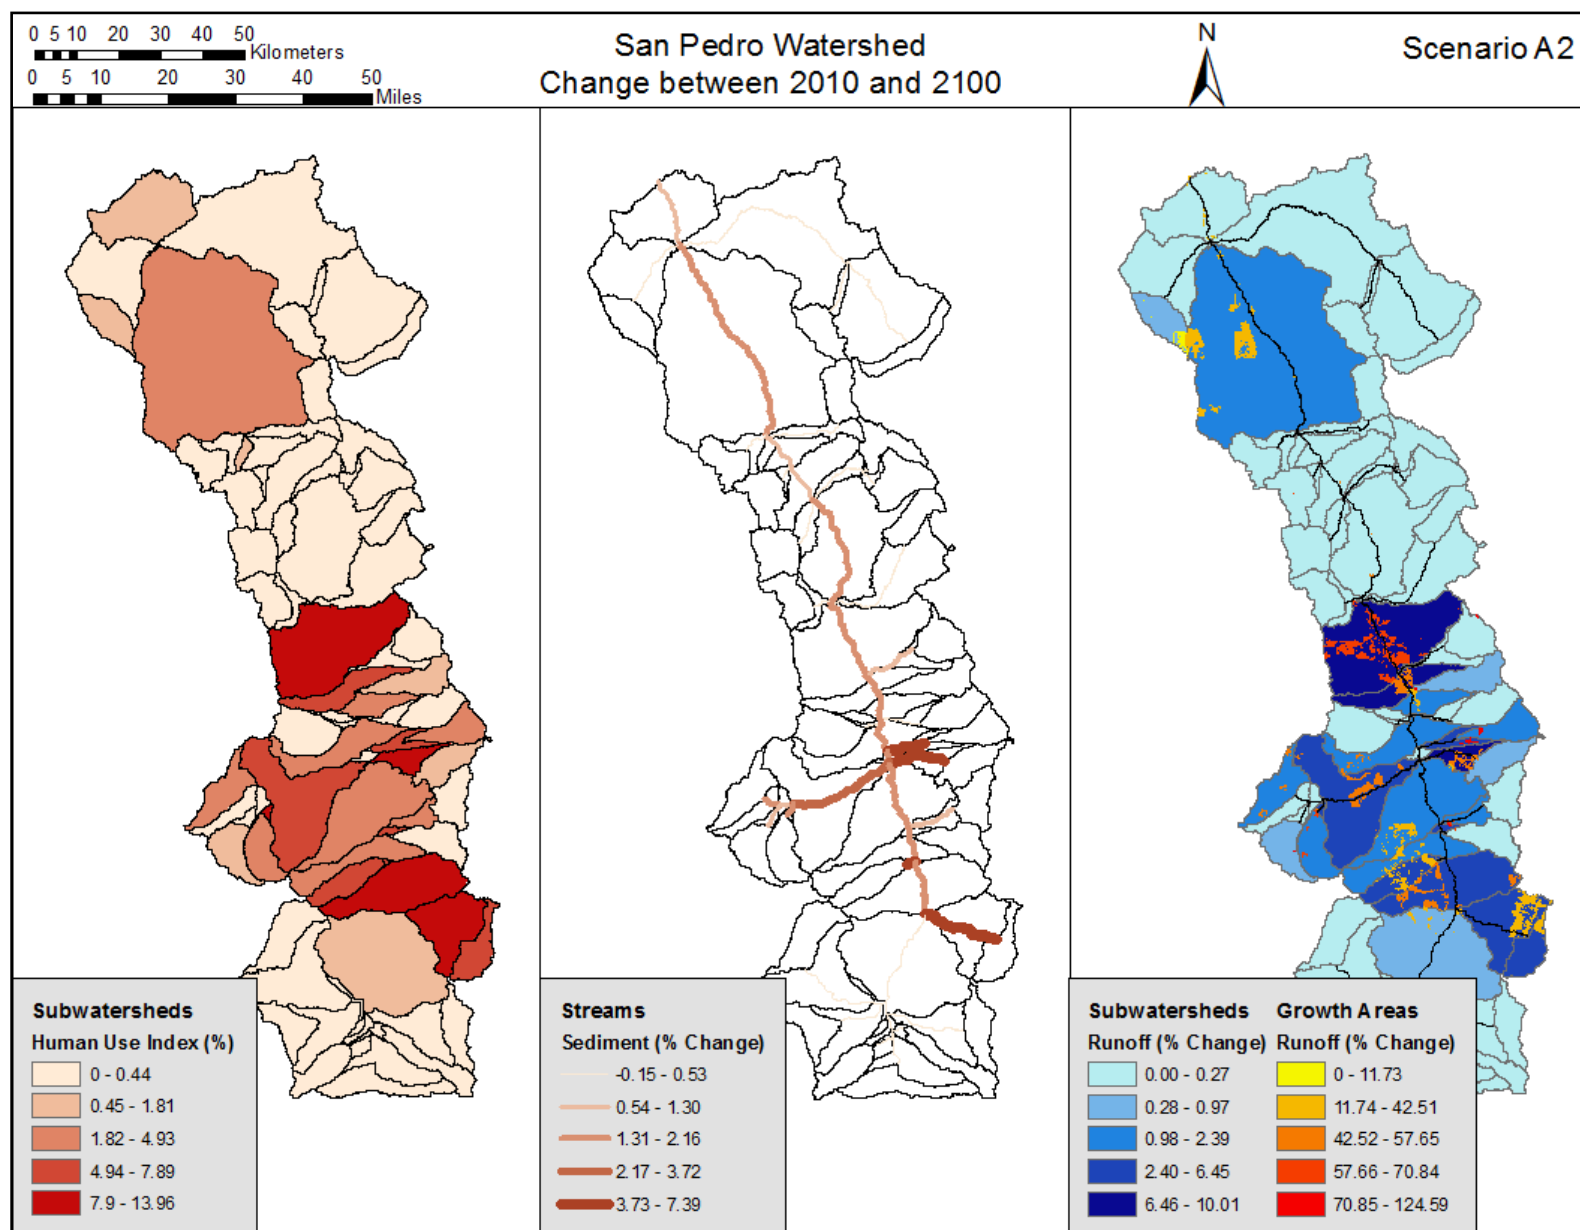 0 5 10 20 30 40 50
Kilometers
0 5 10 20 30 40 50
Miles
San Pedro Watershed
Change between 2010 and 2100
N
Scenario A2
Subwatersheds
Human Use Index (%)
0 - 0.44
0.45 - 1.81
1.82 - 4.93
4.94 - 7.89
7.9 - 13.96
Streams
Sediment (% Change)
-0.15 - 0.53
0.54 - 1.30
1.31 - 2.16
2.17 - 3.72
3.73 - 7.39
Subwatersheds
Runoff (% Change)
0.00 - 0.27
0.28 - 0.97
0.98 - 2.39
2.40 - 6.45
6.46 - 10.01
Growth Areas
Runoff (% Change)
0 - 11.73
11.74 - 42.51
42.52 - 57.65
57.66 - 70.84
70.85 - 124.59